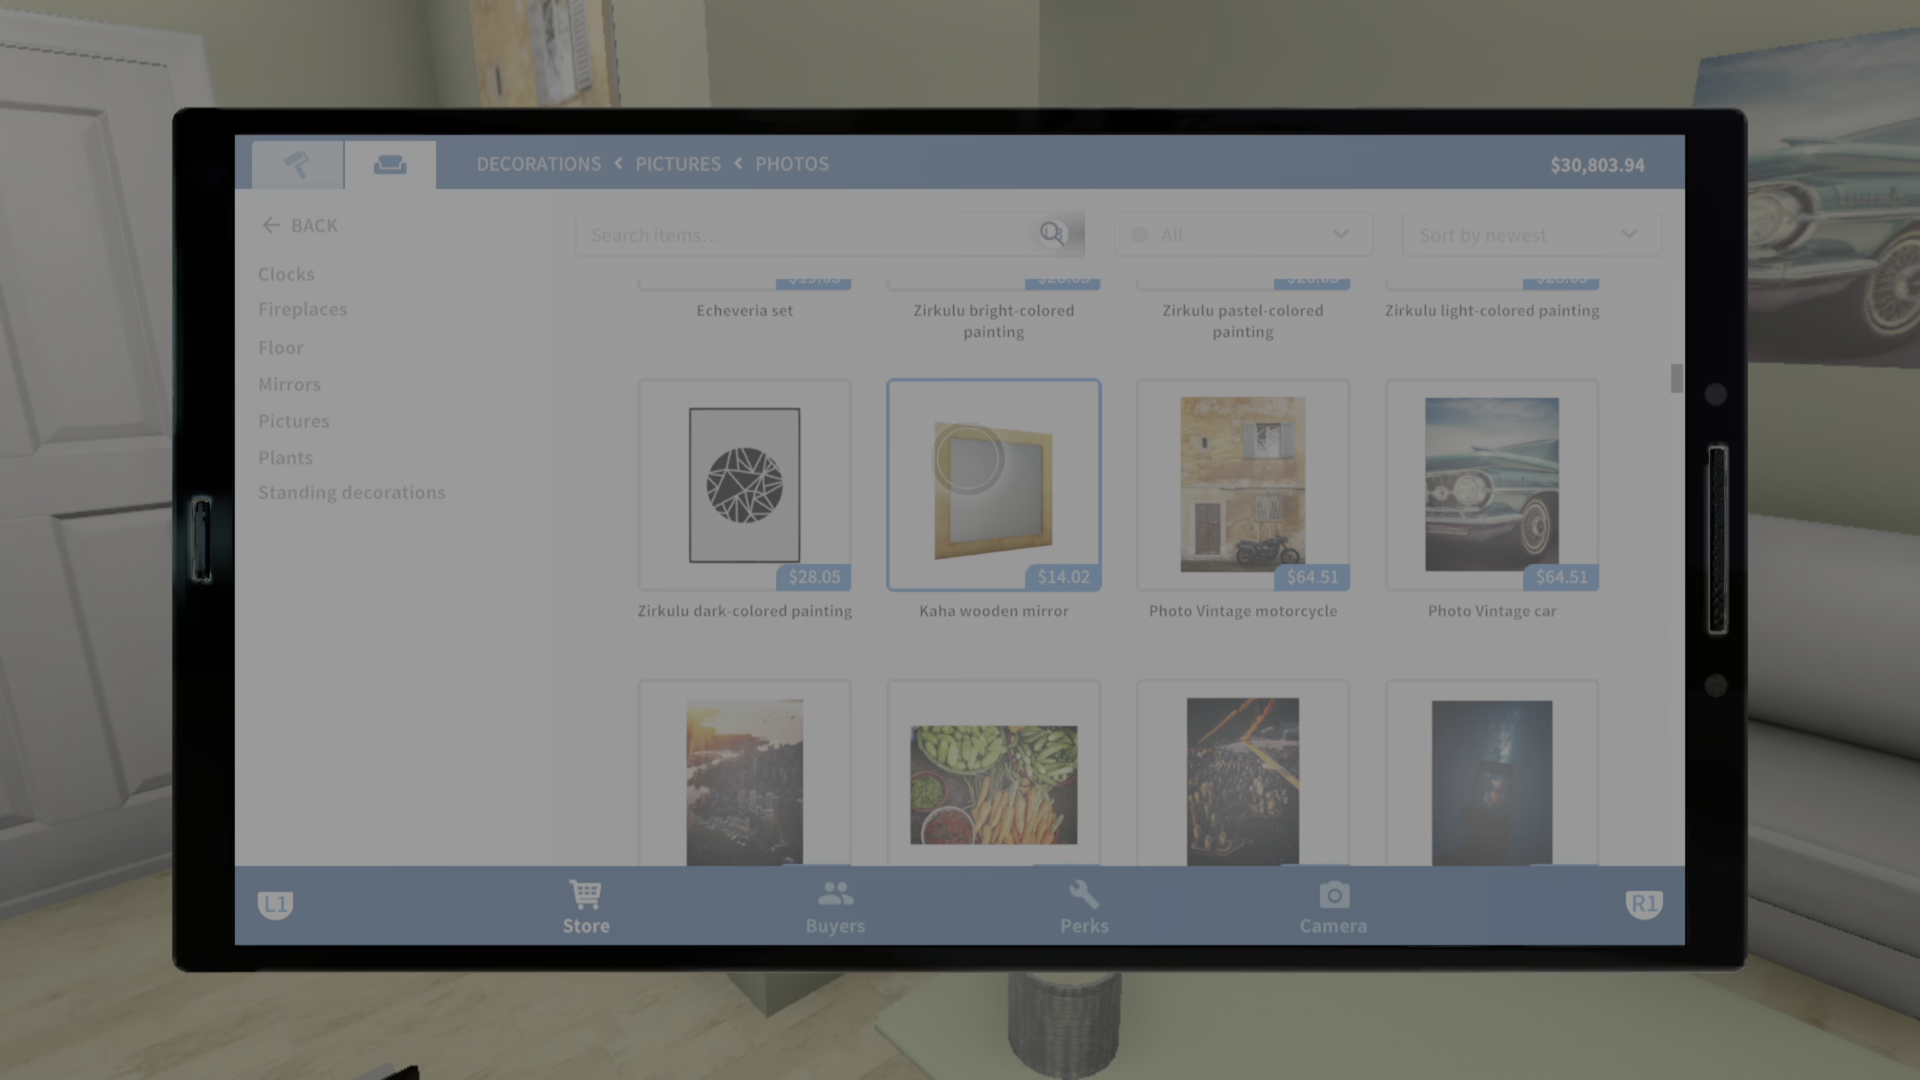 DECORATIONS < PICTURES < PHOTOS
$30,803.94
BACK
Search items...
All
Sort by newest
Clocks
Fireplaces
Floor
Mirrors
Pictures
Plants
Standing decorations
Echeveria set
Zirkulu bright-colored
painting
Zirkulu pastel-colored
painting
Zirkulu light-colored painting
$28.05
$14.02
$64.51
$64.51
Zirkulu dark-colored painting
Kaha wooden mirror
Photo Vintage motorcycle
Photo Vintage car
L1
Store
Buyers
Perks
Camera
R1